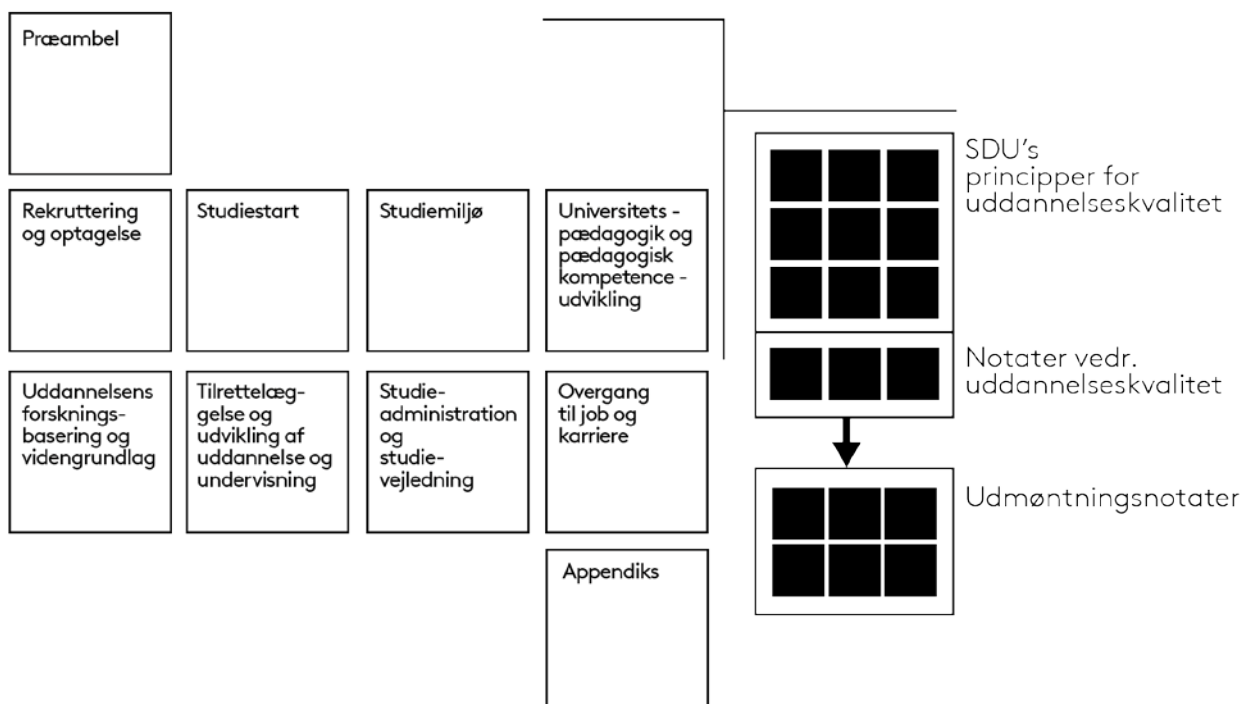 Præambel
Rekruttering
og optagelse
Studiestart
Studiemiljø
Universitets -
pædagogik og
pædagogisk
kompetence -
udvikling
Uddannelsens
forsknings-
basering og
videngrundlag
Tilrettelæg-
gelse og
udvikling af
uddannelse og
undervisning
Studie-
administration
og
studie-
vejledning
Overgang
til job og
karriere
Appendiks
SDU's
principper for
uddannelseskvalitet
Notater vedr.
uddannelseskvalitet
Udmøntningsnotater